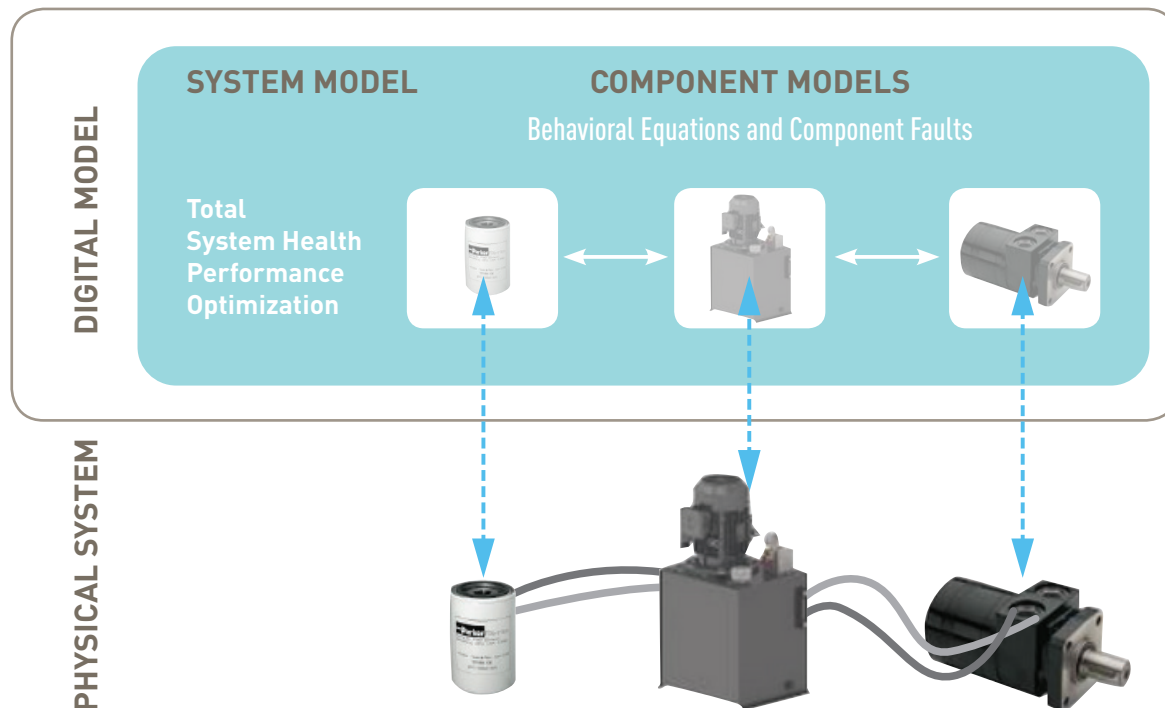 DIGITAL MODEL
SYSTEM MODEL
COMPONENT MODELS
Behavioral Equations and Component Faults
Total
System Health
Performance
Optimization
Parker
PHYSICAL SYSTEM
Parker